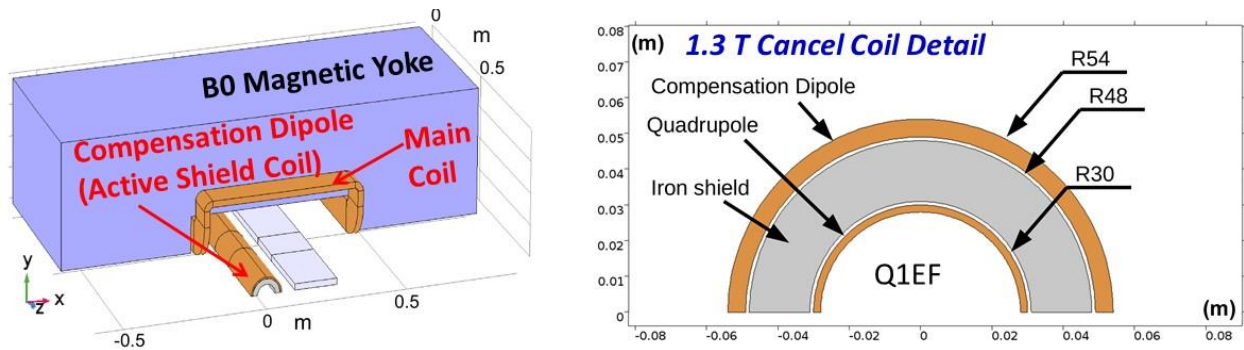 0
m
0.5
B0 Magnetic Yoke
Compensation Dipole
(Active Shield Coil)
Main
Coil
y
x
z
0.5
0
m
-0.5
0.08
(m)
1.3 T Cancel Coil Detail
0.07
R54
Compensation Dipole
0.06
R48
Quadrupole
0.05
Iron shield
R30
0.04
0.03
0.02
Q1EF
0.01
0
(m)
-0.08
-0.06
-0.04
-0.02
0
0.02
0.04
0.06
0.08